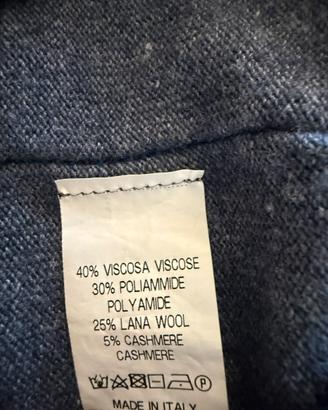 40% VISCOSA VISCOSE
30% POLIAMMIDE
POLYAMIDE
25% LANA WOOL
5% CASHMERE
CASHMERE
P
MADE IN ITALY